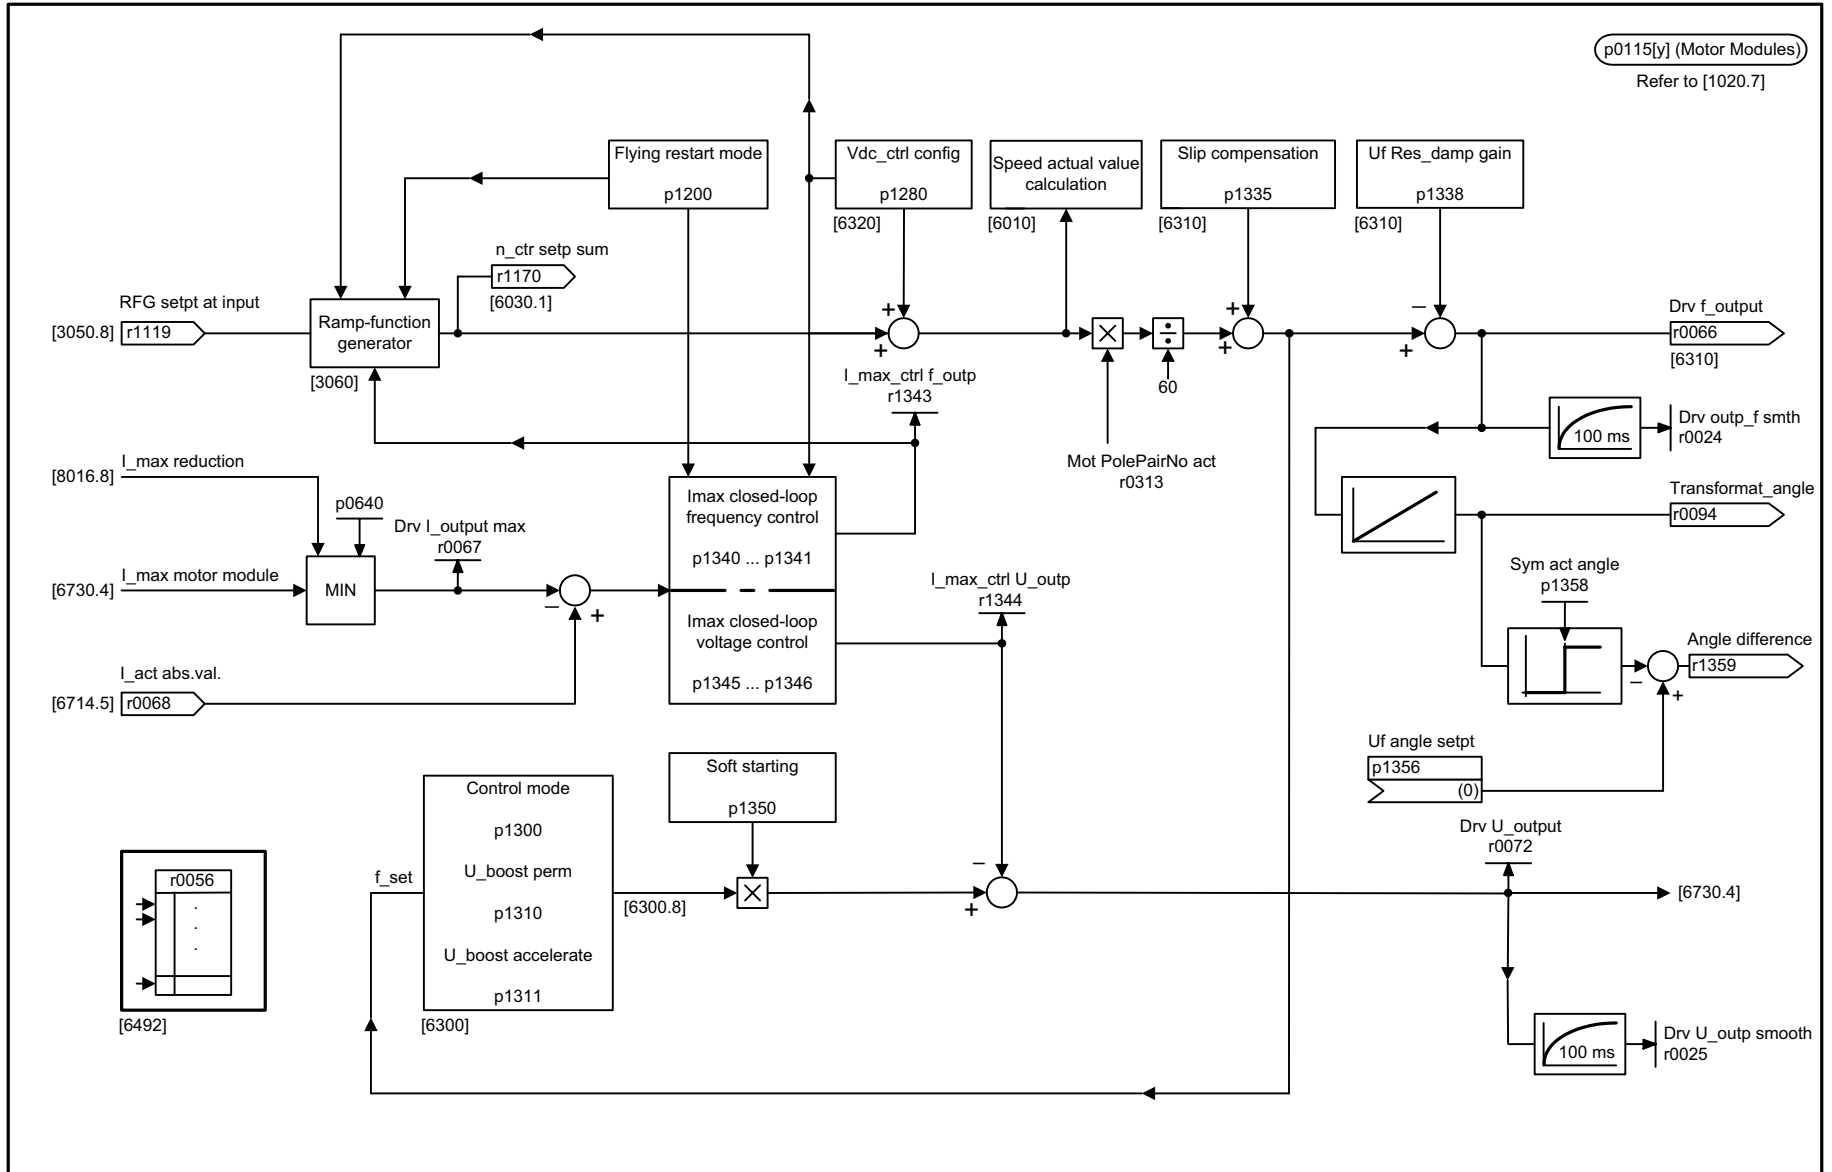 p0115[y] (Motor Modules)
Refer to [1020.7]
Flying restart mode
p1200
Vdc_ctrl config
p1280
[6320]
Speed actual value
calculation
[6010]
Slip compensation
p1335
[6310]
Uf Res_damp gain
p1338
[6310]
n_ctr setp sum
r1170
[6030.1]
RFG setpt at input
[3050.8]
r1119
Ramp-function
generator
[3060]
+
+
60
+
+
–
+
Drv f_output
r0066
[6310]
I_max_ctrl f_outp
r1343
Mot PolePairNo act
r0313
100 ms
Drv outp_f smth
r0024
Transformat_angle
r0094
I_max reduction
[8016.8]
p0640
Drv I_output max
r0067
I_max motor module
[6730.4]
MIN
–
+
I_act abs.val.
[6714.5]
r0068
Imax closed-loop
frequency control
p1340 ... p1341
Imax closed-loop
voltage control
p1345 ... p1346
I_max_ctrl U_outp
r1344
Sym act angle
p1358
Angle difference
r1359
–
+
Uf angle setpt
p1356
(0)
Soft starting
p1350
Control mode
p1300
U_boost perm
p1310
U_boost accelerate
p1311
[6300]
f_set
[6300.8]
–
+
Drv U_output
r0072
[6730.4]
r0056
.
.
.
[6492]
100 ms
Drv U_outp smooth
r0025